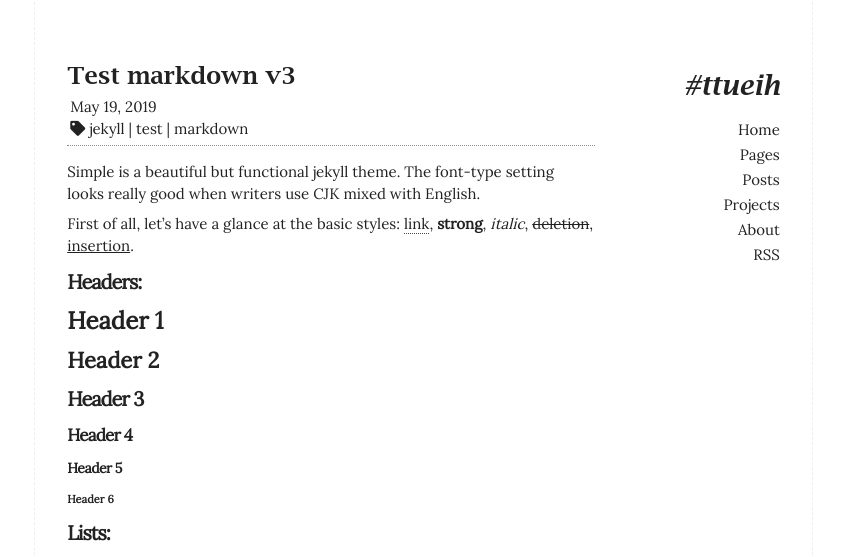 Test markdown v3
May 19, 2019
jekyll | test | markdown
Simple is a beautiful but functional jekyll theme. The font-type setting
looks really good when writers use CJK mixed with English.
First of all, let’s have a glance at the basic styles: link, strong, italic, deletion,
insertion.
Headers:
Header 1
Header 2
Header 3
Header 4
Header 5
Header 6
Lists:
#ttueih
Home
Pages
Posts
Projects
About
RSS